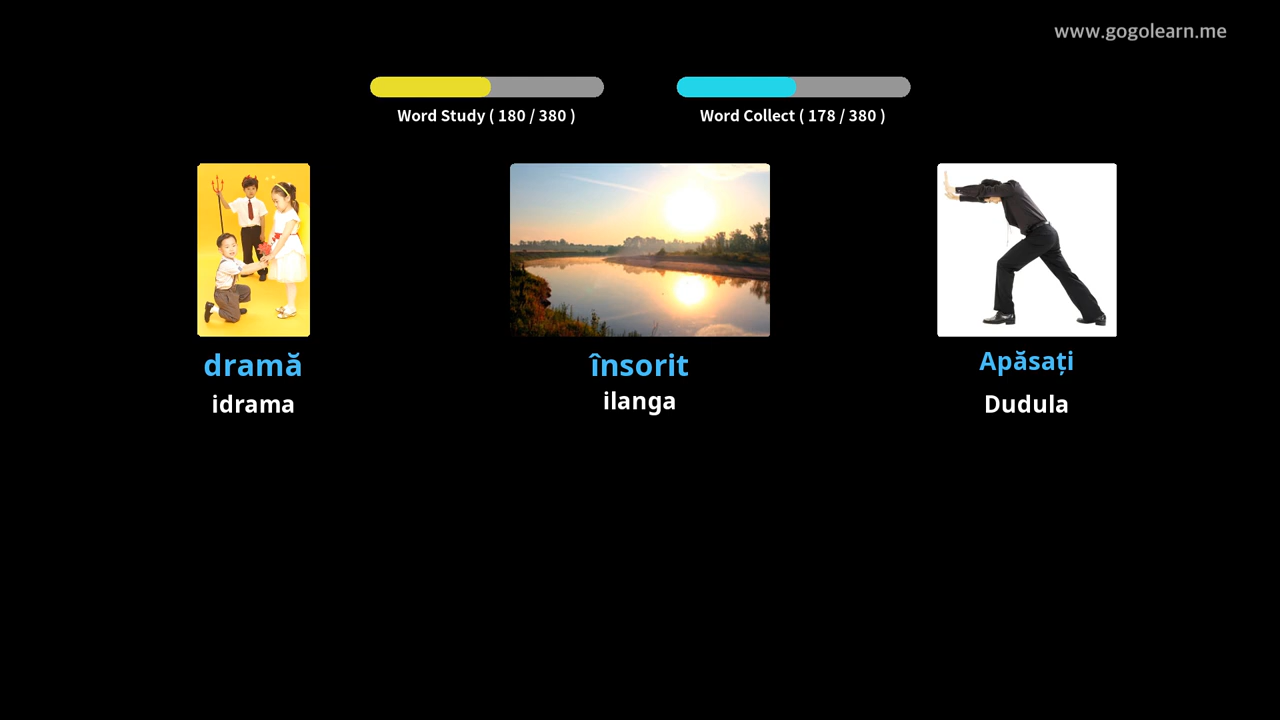 www.gogolearn.me
Word Study ( 180 / 380 )
Word Collect ( 178 / 380 )
dramă
idrama
însorit
ilanga
Apăsați
Dudula